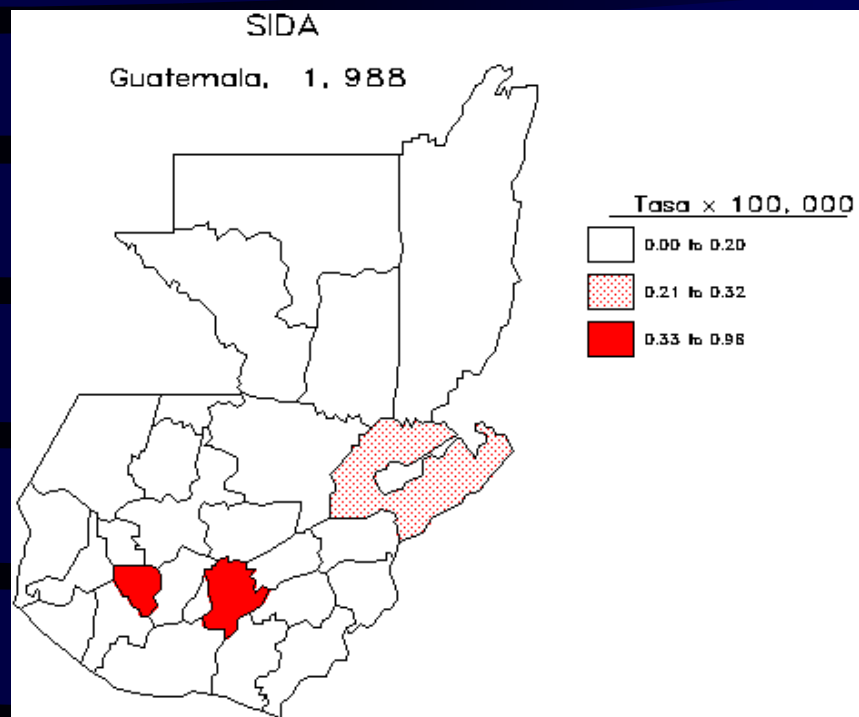 SIDA
Guatemala, 1,988
Tasa x 100,000
0.00 to 0.20
0.21 to 0.32
0.33 to 0.96